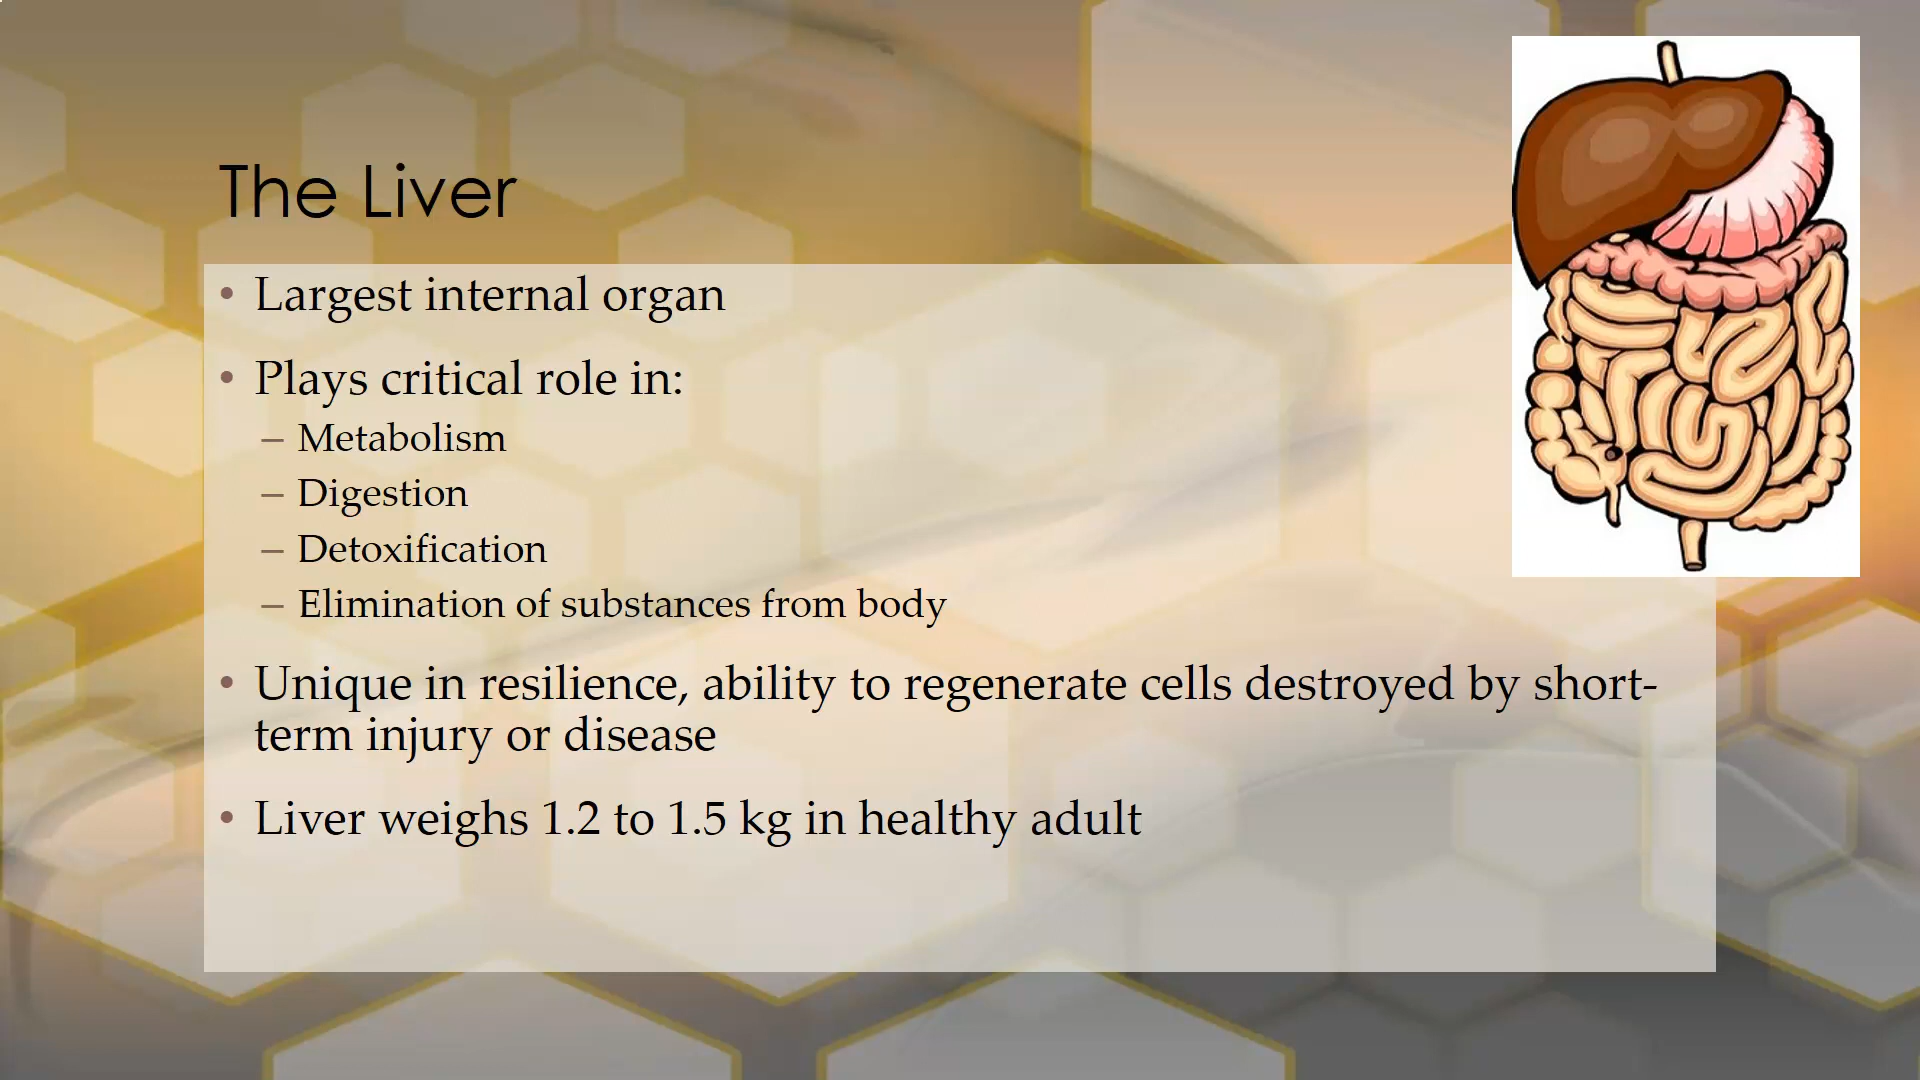 The Liver
• Largest internal organ
• Plays critical role in:
– Metabolism
– Digestion
– Detoxification
– Elimination of substances from body
• Unique in resilience, ability to regenerate cells destroyed by short-
term injury or disease
• Liver weighs 1.2 to 1.5 kg in healthy adult